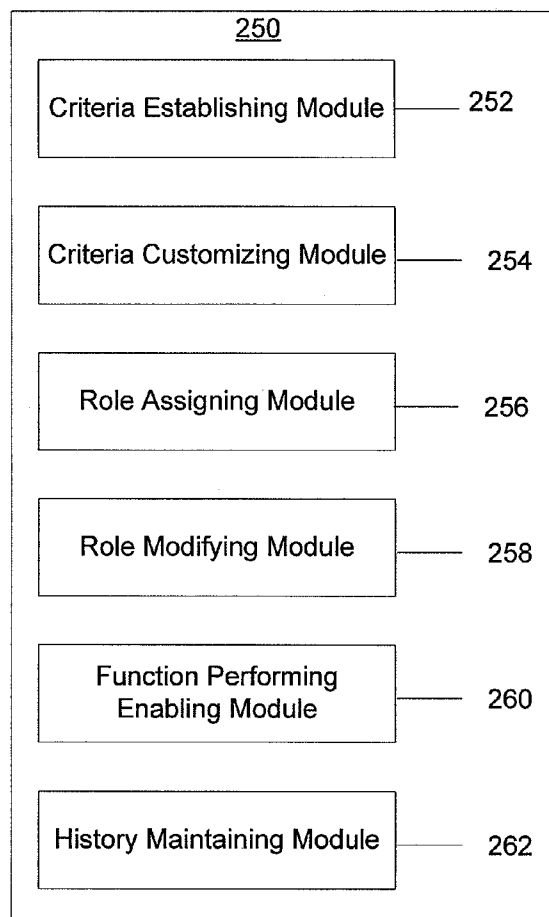 250
Criteria Establishing Module
252
Criteria Customizing Module
254
Role Assigning Module
256
Role Modifying Module
258
Function Performing
Enabling Module
260
History Maintaining Module
262